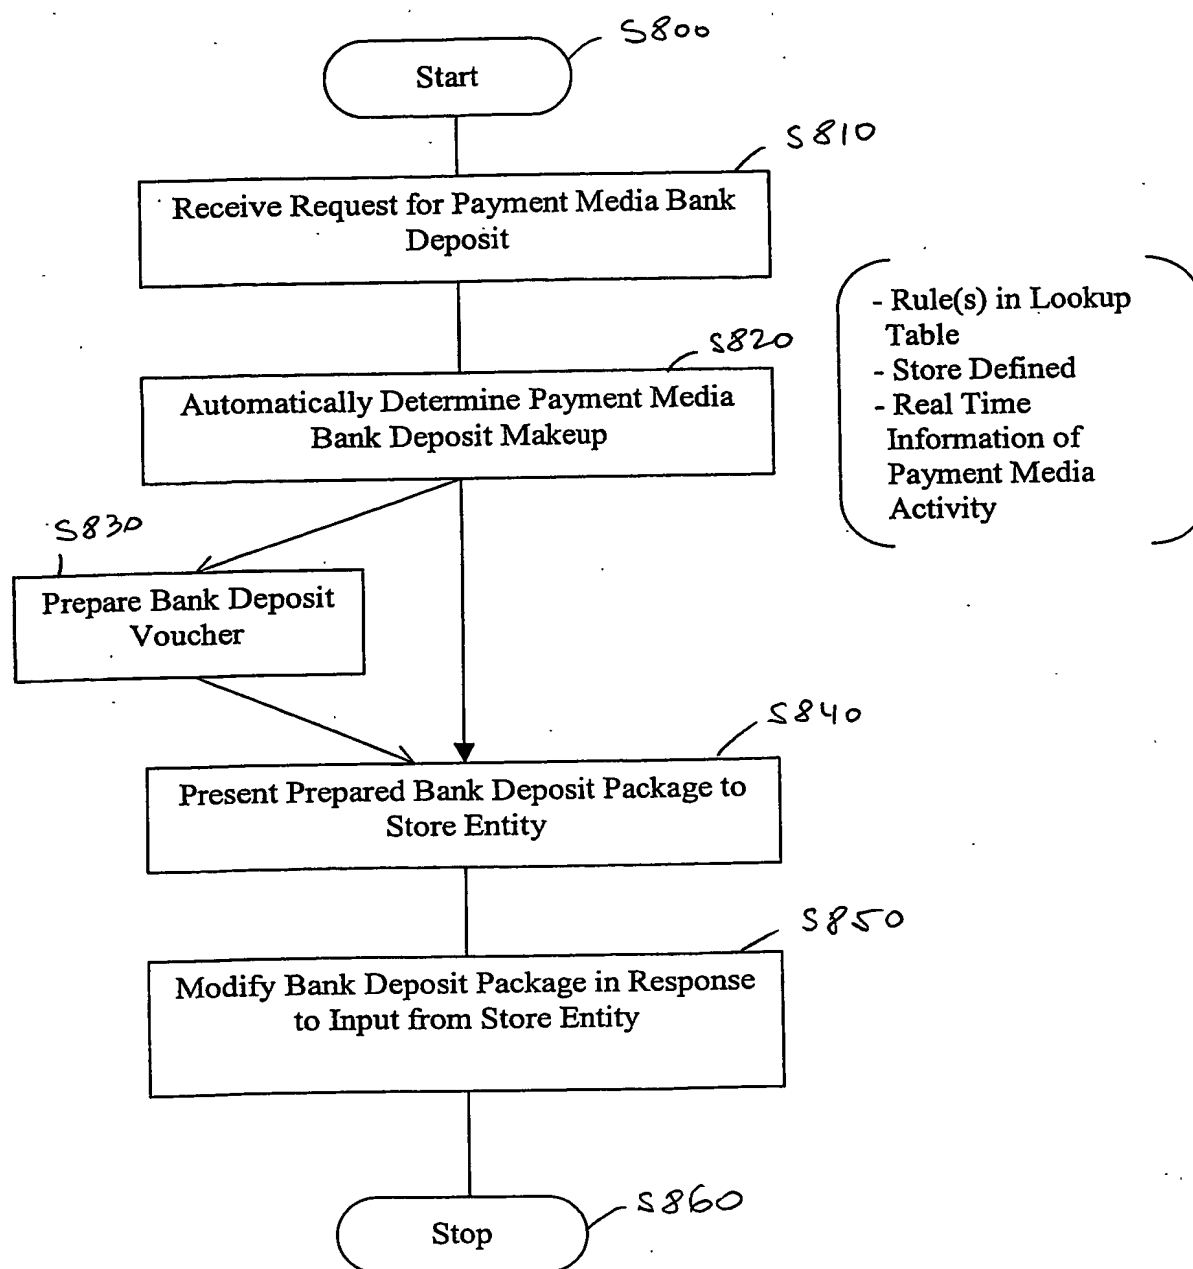 S800
Start
S810
Receive Request for Payment Media Bank
Deposit
- Rule(s) in Lookup
Table
- Store Defined
- Real Time
Information of
Payment Media
Activity
S820
Automatically Determine Payment Media
Bank Deposit Makeup
S830
Prepare Bank Deposit
Voucher
S840
Present Prepared Bank Deposit Package to
Store Entity
S850
Modify Bank Deposit Package in Response
to Input from Store Entity
S860
Stop